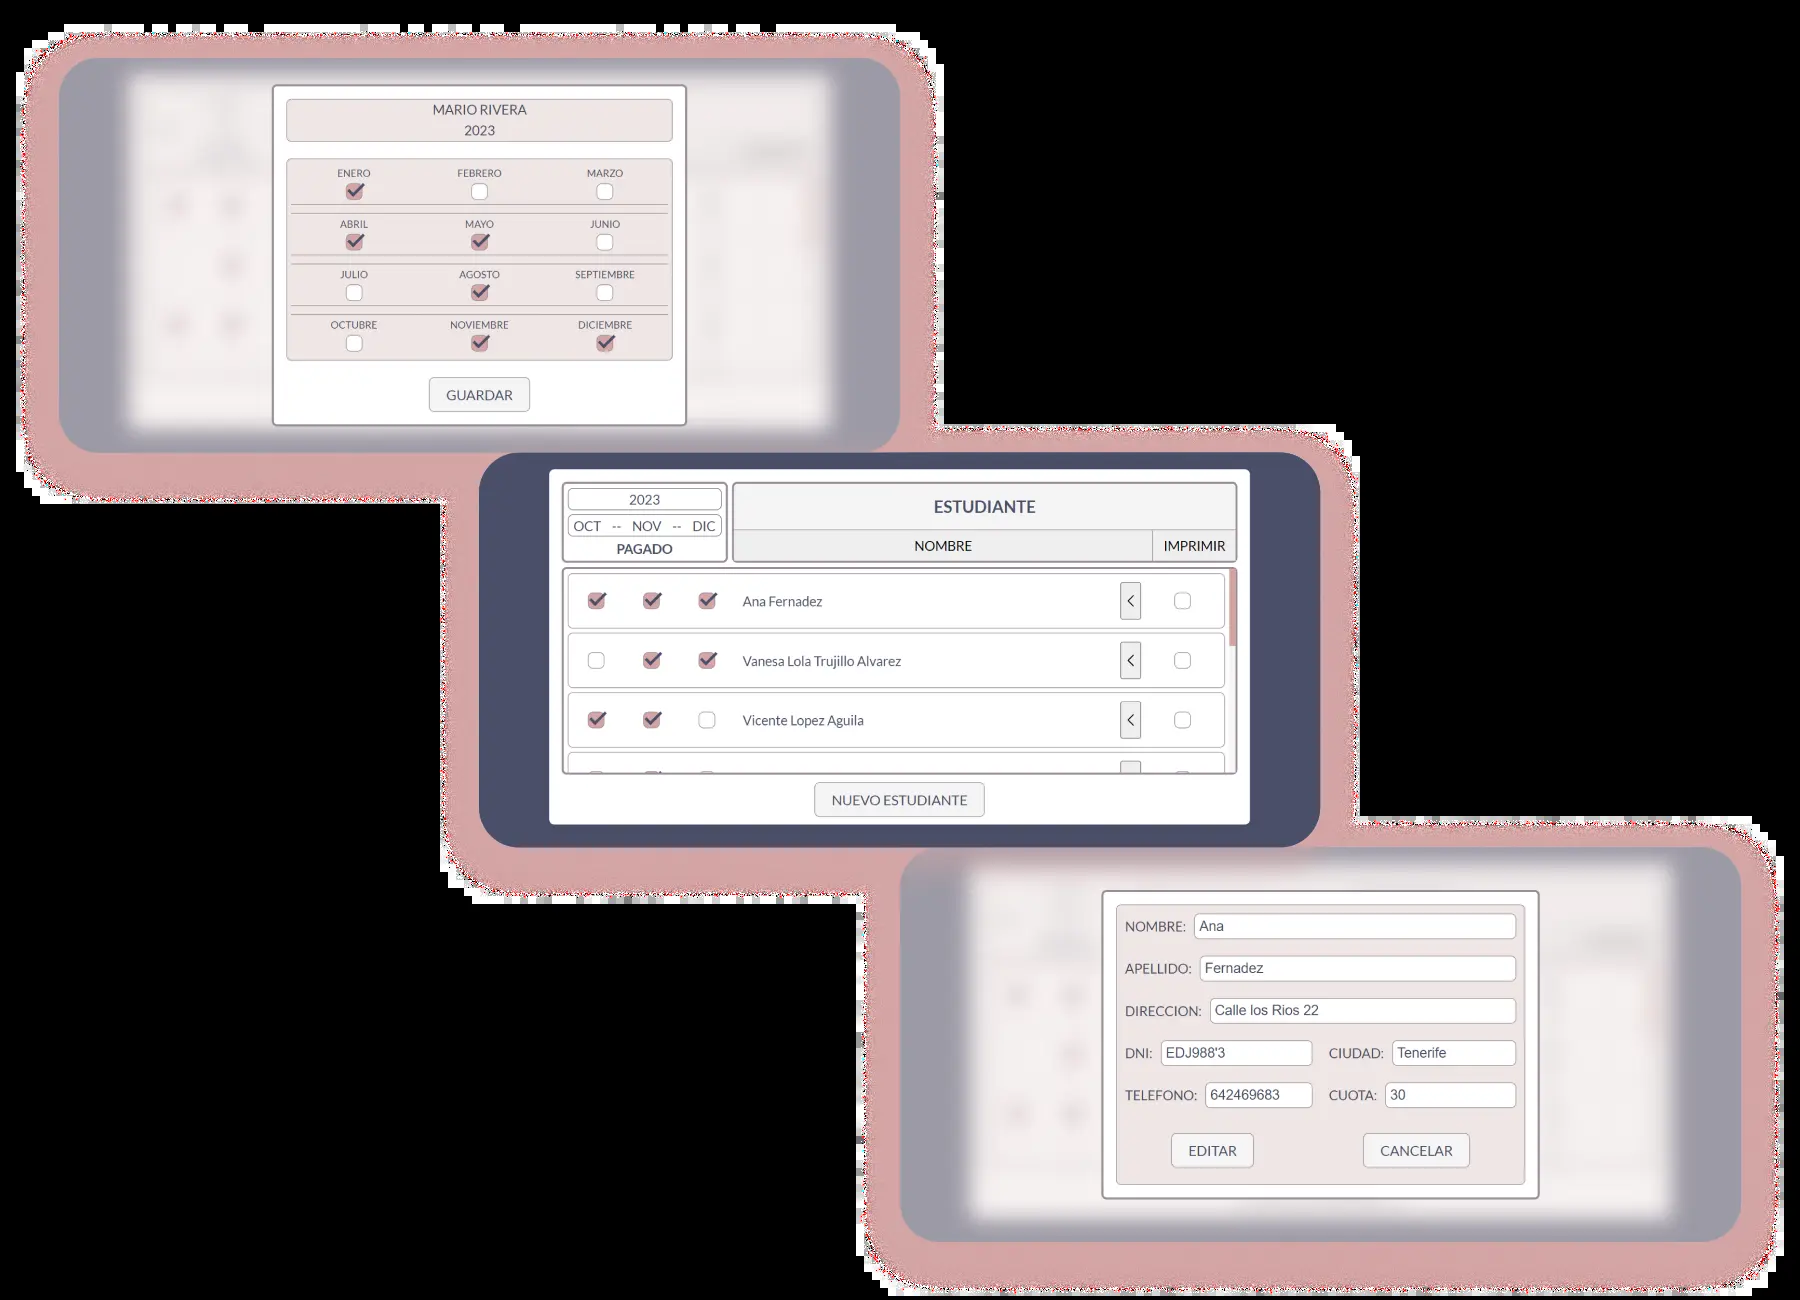 MARIO RIVERA
2023
ENERO FEBRERO MARZO
ABRIL MAYO JUNIO
JULIO AGOSTO SEPTIEMBRE
OCTUBRE NOVIEMBRE DICIEMBRE
GUARDAR
2023
OCT -- NOV -- DIC
PAGADO
ESTUDIANTE
NOMBRE IMPRIMIR
Ana Fernadez <
Vanesa Lola Trujillo Alvarez <
Vicente Lopez Aguila <
NUEVO ESTUDIANTE
NOMBRE: Ana
APELLIDO: Fernadez
DIRECCION: Calle los Rios 22
DNI: EDJ988'3 CIUDAD: Tenerife
TELEFONO: 642469683 CUOTA: 30
EDITAR CANCELAR